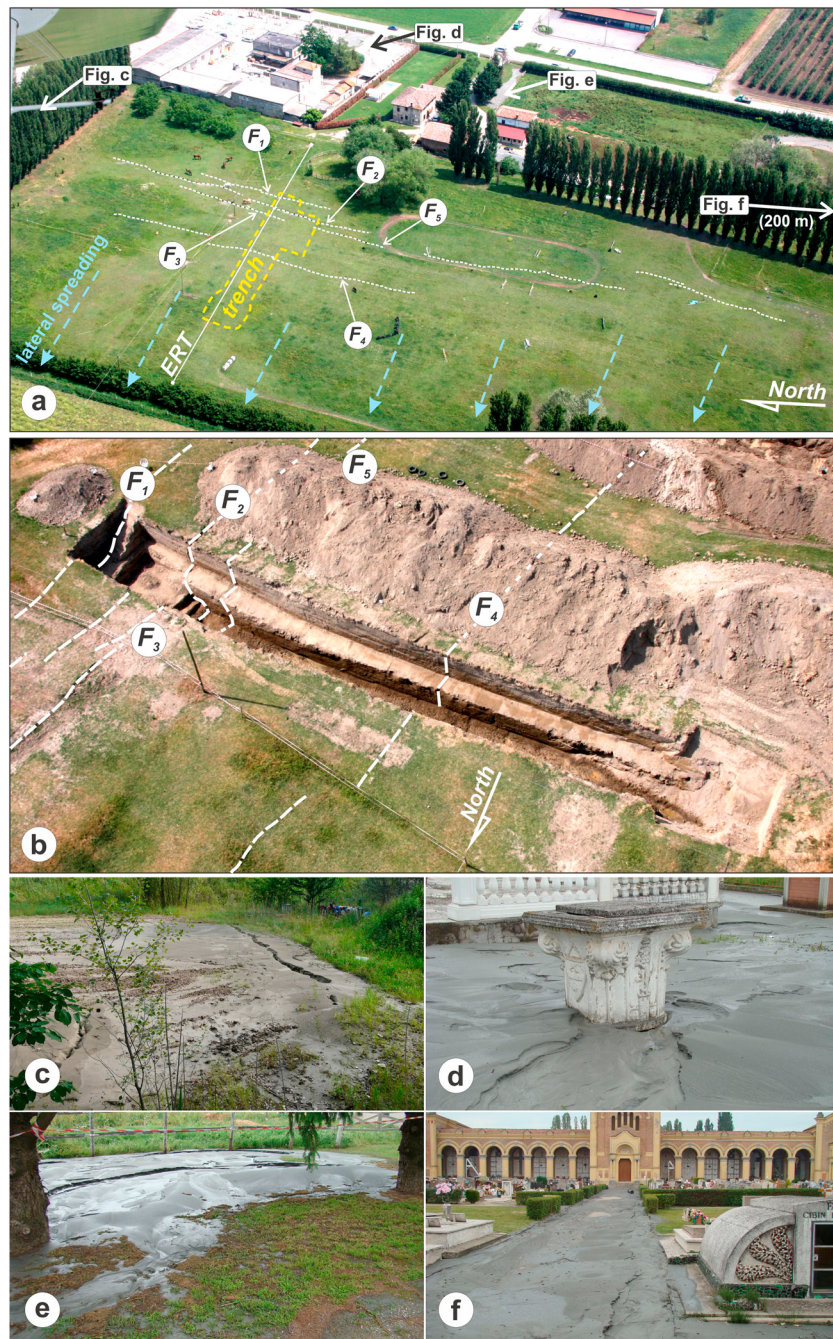 Fig. c
Fig. d
Fig. e
F1
F2
Fig. f
(200 m)
F5
F3
trench
F4
lateral spreading
ERT
North
a
F1
F2
F5
F4
F3
North
b
c
d
e
CIBIN
f